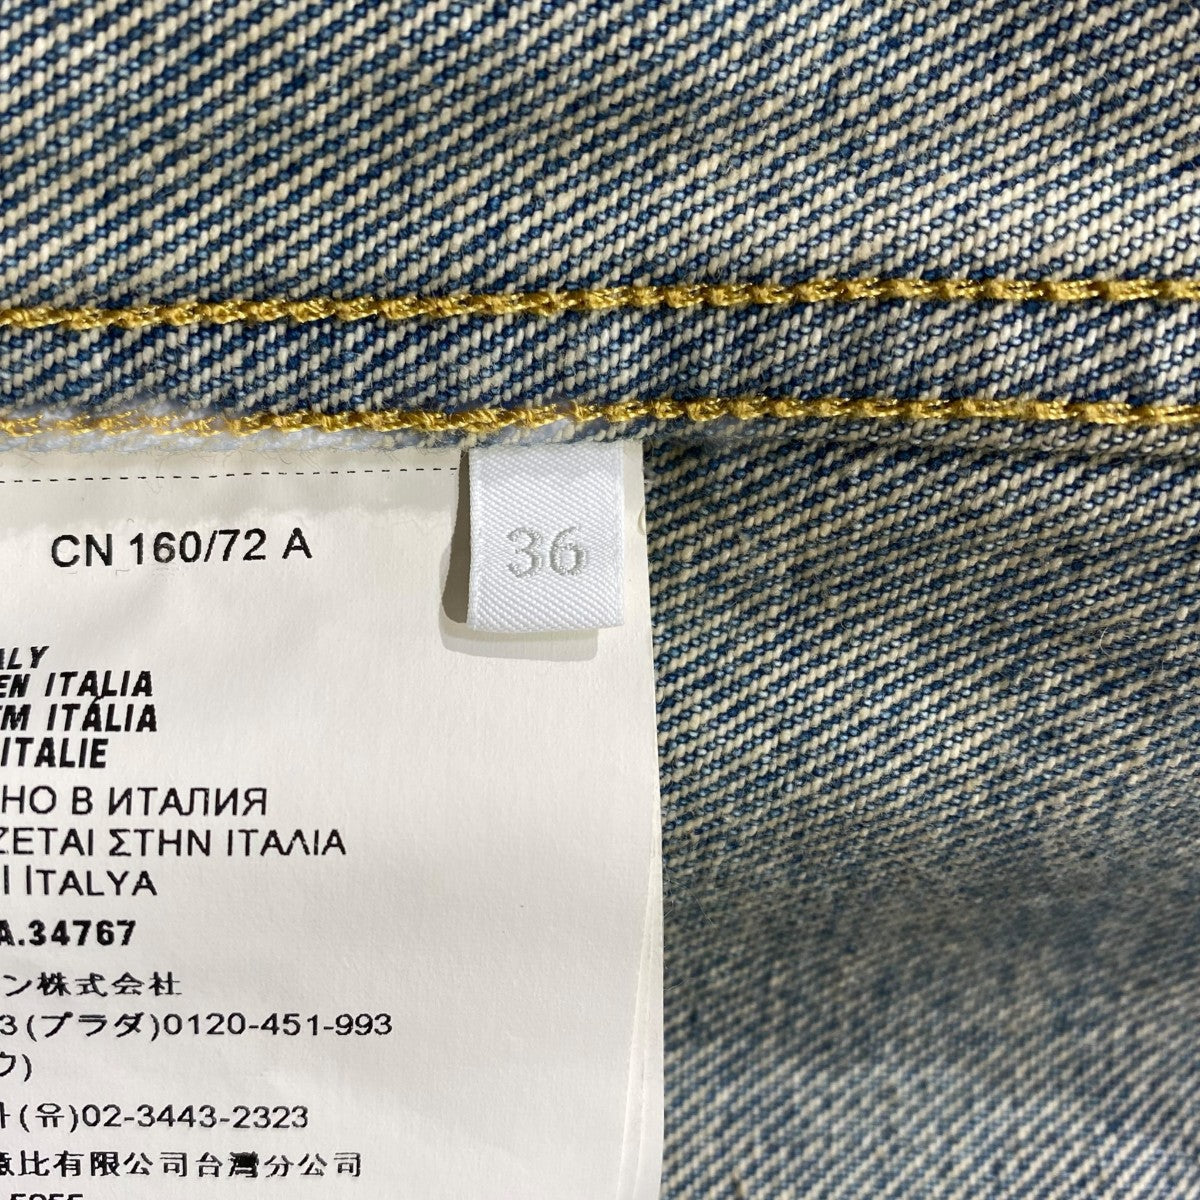 CN 160/72 A
36
ALY
EN ITALIA
EM ITÁLIA
ITALIE
НО В ИТАЛИЯ
ΖΕΤΑΙ ΣΤΗΝ ΙΤΑΛΙΑ
I ITALYA
A.34767
ン株式会社
3(プラダ)0120-451-993
ウ)
(유)02-3443-2323
比有限公司台灣分公司